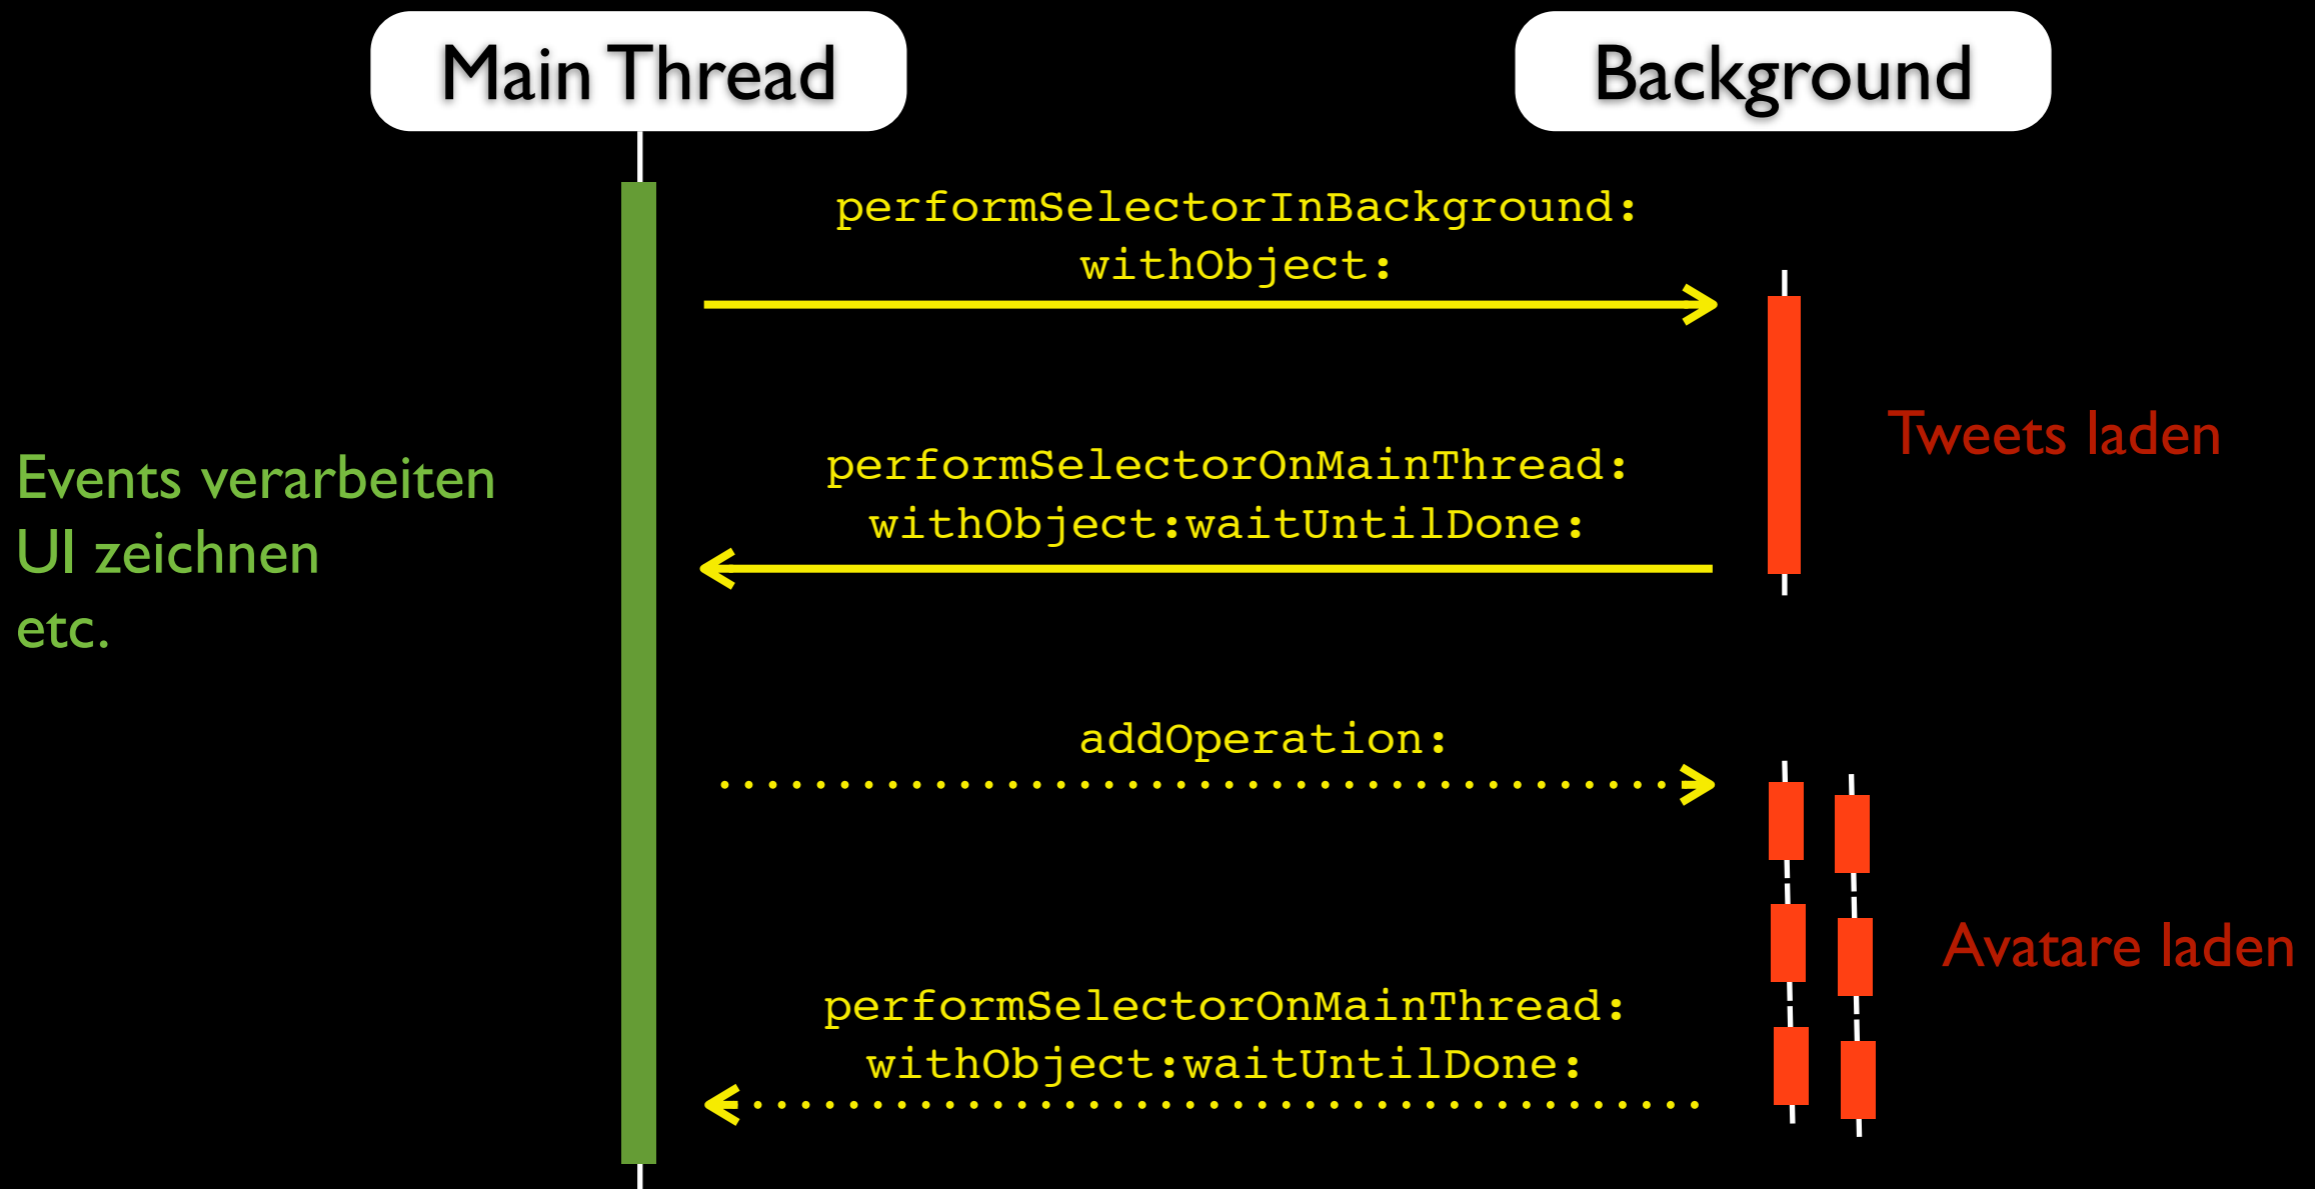 Main Thread
Background
performSelectorInBackground:
withObject:
Tweets laden
performSelectorOnMainThread:
withObject:waitUntilDone:
Events verarbeiten
UI zeichnen
etc.
addOperation:
Avatare laden
performSelectorOnMainThread:
withObject:waitUntilDone: